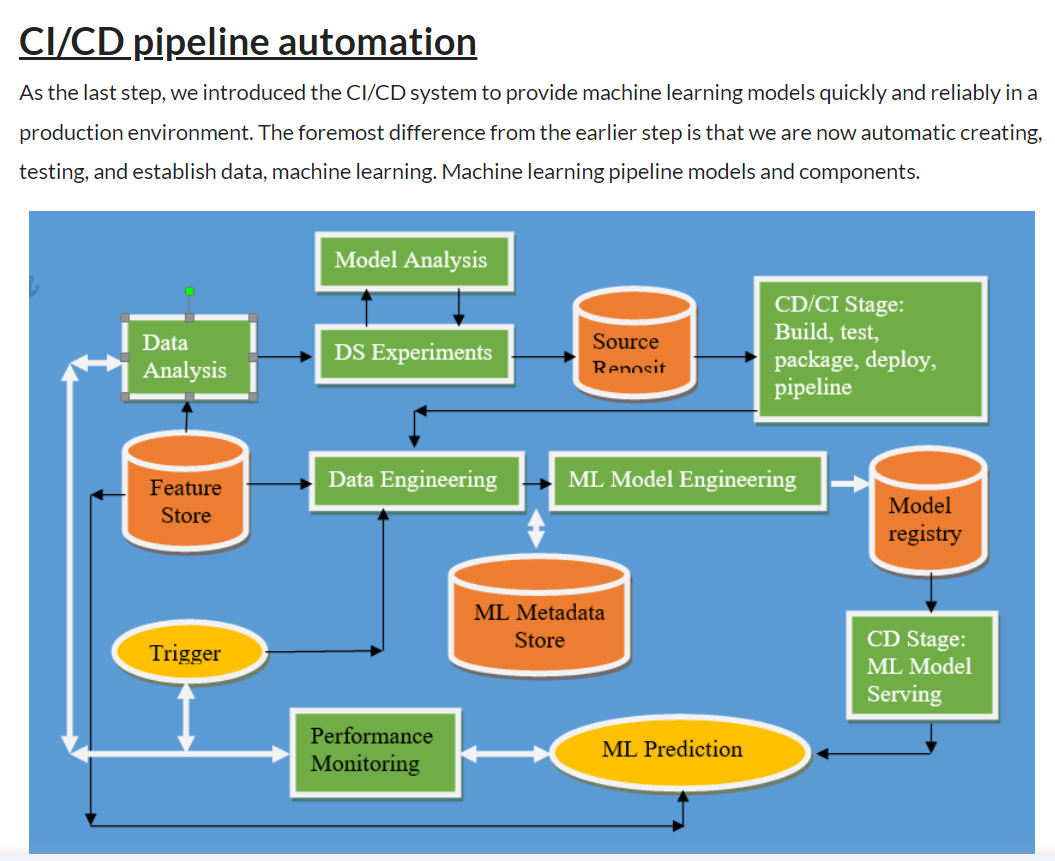 CI/CD pipeline automation
As the last step, we introduced the CI/CD system to provide machine learning models quickly and reliably in a
production environment. The foremost difference from the earlier step is that we are now automatic creating,
testing, and establish data, machine learning. Machine learning pipeline models and components.
Model Analysis
Data
Analysis
DS Experiments
Source
Reposit
CD/CI Stage:
Build, test,
package, deploy,
pipeline
Feature
Store
Data Engineering
ML Model Engineering
Model
registry
ML Metadata
Store
Trigger
CD Stage:
ML Model
Serving
Performance
Monitoring
ML Prediction